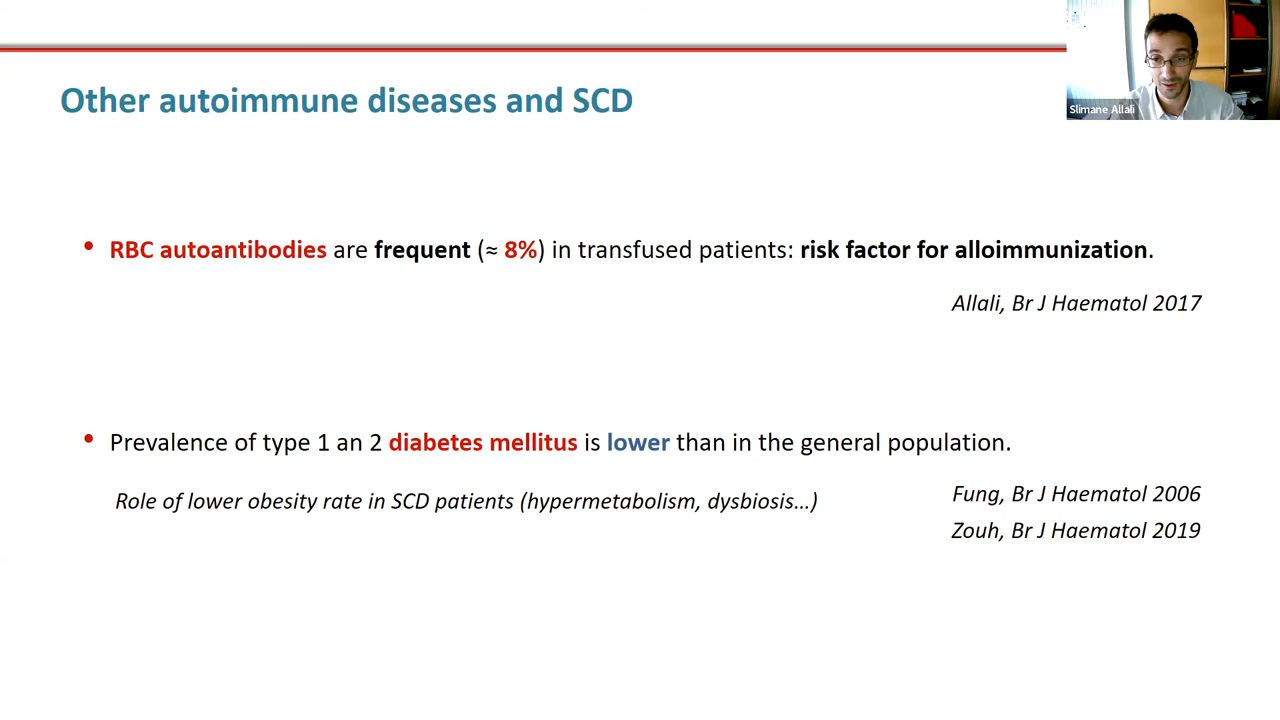 Slimane Allali
Other autoimmune diseases and SCD
• RBC autoantibodies are frequent (≈ 8%) in transfused patients: risk factor for alloimmunization.
Allali, Br J Haematol 2017
• Prevalence of type 1 an 2 diabetes mellitus is lower than in the general population.
Role of lower obesity rate in SCD patients (hypermetabolism, dysbiosis...)
Fung, Br J Haematol 2006
Zouh, Br J Haematol 2019